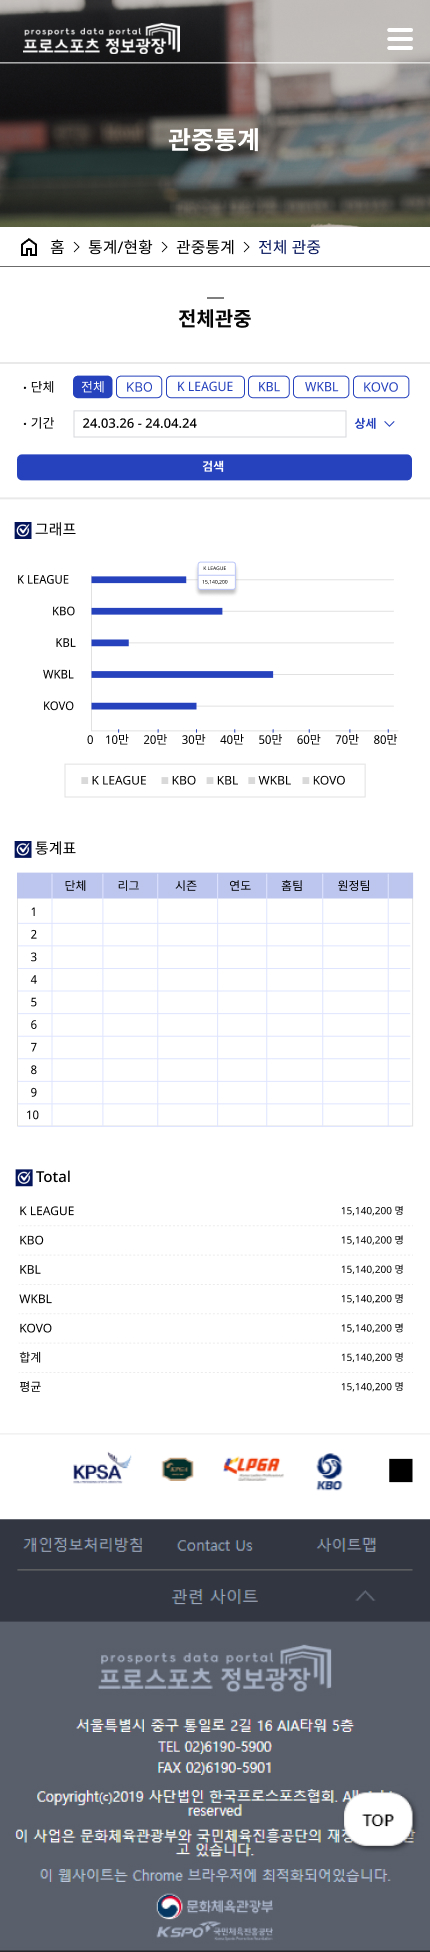 prosports data portal
프로스포츠 정보광장
관중통계
홈 > 통계/현황 > 관중통계 > 전체 관중
전체관중
· 단체 전체 KBO K LEAGUE KBL WKBL KOVO
· 기간 24.03.26 - 24.04.24 상세
검색
그래프
K LEAGUE
15,140,200
K LEAGUE
KBO
KBL
WKBL
KOVO
0 10만 20만 30만 40만 50만 60만 70만 80만
K LEAGUE KBO KBL WKBL KOVO
통계표
단체 리그 시즌 연도 홈팀 원정팀
1
2
3
4
5
6
7
8
9
10
Total
K LEAGUE 15,140,200 명
KBO 15,140,200 명
KBL 15,140,200 명
WKBL 15,140,200 명
KOVO 15,140,200 명
합계 15,140,200 명
평균 15,140,200 명
KPSA KLPGA KBO
개인정보처리방침 Contact Us 사이트맵
관련 사이트
prosports data portal
프로스포츠 정보광장
서울특별시 중구 통일로 2길 16 AIA타워 5층
TEL 02)6190-5900
FAX 02)6190-5901
Copyright(c)2019 사단법인 한국프로스포츠협회.
reserved
TOP
이 사업은 문화체육관광부와 국민체육진흥공단의
고 있습니다.
이 웹사이트는 Chrome 브라우저에 최적화되어있습니다.
문화체육관광부
KSPO 국민체육진흥공단